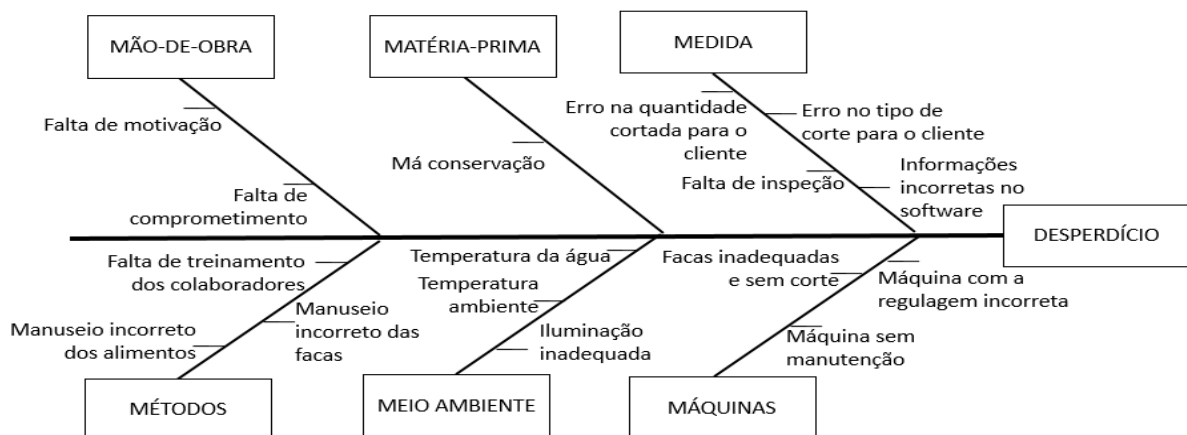 MÃO-DE-OBRA
MATÉRIA-PRIMA
MEDIDA
Falta de motivação
Falta de
comprometimento
Má conservação
Erro na quantidade
cortada para o
cliente
Erro no tipo de
corte para o cliente
Falta de inspeção
Informações
incorretas no
software
DESPERDÍCIO
Falta de treinamento
dos colaboradores
Manuseio incorreto
dos alimentos
Manuseio
incorreto das
facas
Temperatura da água
Temperatura
ambiente
Iluminação
inadequada
Facas inadequadas
e sem corte
Máquina com a
regulagem incorreta
Máquina sem
manutenção
MÉTODOS
MEIO AMBIENTE
MÁQUINAS